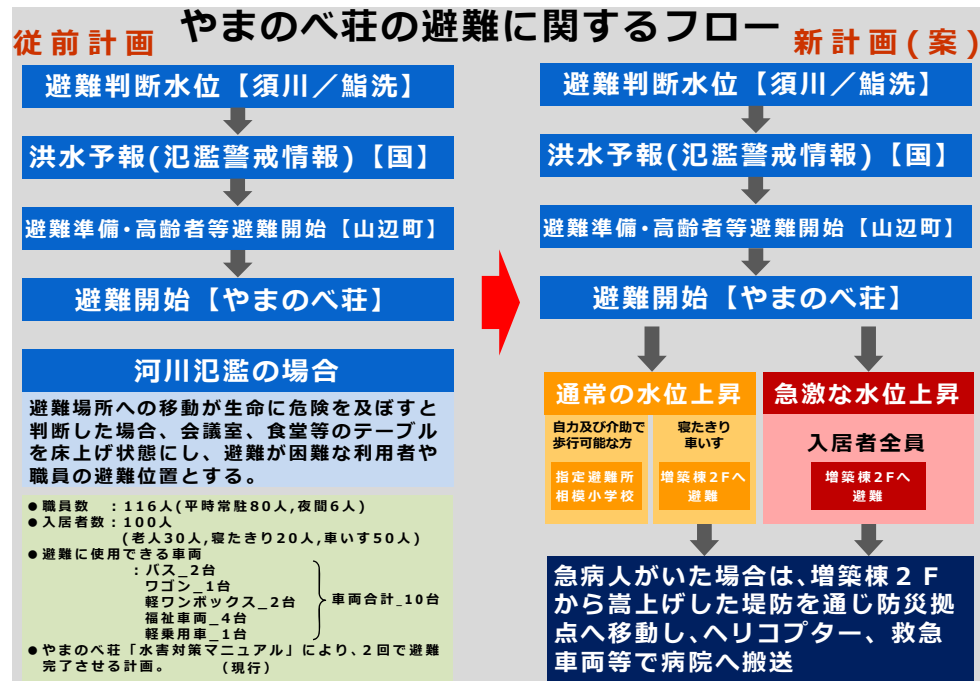 やまのべ荘の避難に関するフロー
従前計画
避難判断水位【須川／鮨洗】
洪水予報(氾濫警戒情報)【国】
避難準備・高齢者等避難開始【山辺町】
避難開始【やまのべ荘】
河川氾濫の場合
避難場所への移動が生命に危険を及ぼすと
判断した場合、会議室、食堂等のテーブル
を床上げ状態にし、避難が困難な利用者や
職員の避難位置とする。
●職員数　：116人(平時常駐80人,夜間6人)
●入居者数：100人
(老人30人,寝たきり20人,車いす50人)
●避難に使用できる車両
：バス_2台
ワゴン_1台
軽ワンボックス_2台
福祉車両_4台
軽乗用車_1台
車両合計_10台
●やまのべ荘「水害対策マニュアル」により、2回で避難
完了させる計画。　(現行)
新計画(案)
避難判断水位【須川／鮨洗】
洪水予報(氾濫警戒情報)【国】
避難準備・高齢者等避難開始【山辺町】
避難開始【やまのべ荘】
通常の水位上昇
自力及び介助で
歩行可能な方
指定避難所
相模小学校
寝たきり
車いす
増築棟2Fへ
避難
急激な水位上昇
入居者全員
増築棟2Fへ
避難
急病人がいた場合は、増築棟２Ｆ
から嵩上げした堤防を通じ防災拠
点へ移動し、ヘリコプター、救急
車両等で病院へ搬送